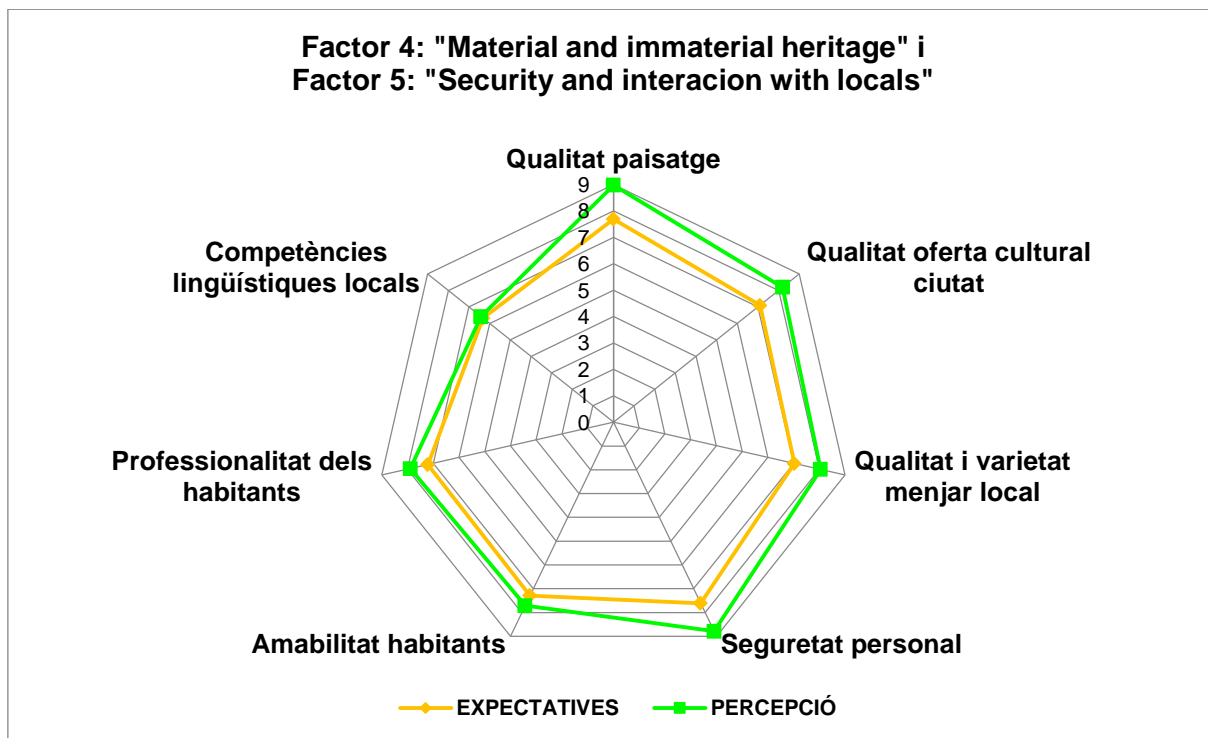 Factor 4: "Material and immaterial heritage" i
Factor 5: "Security and interacion with locals"
Qualitat paisatge
9
8
7
6
5
4
3
2
1
0
Qualitat oferta cultural
ciutat
Qualitat i varietat
menjar local
Seguretat personal
Amabilitat habitants
Professionalitat dels
habitants
Competències
lingüístiques locals
EXPECTATIVES
PERCEPCIÓ